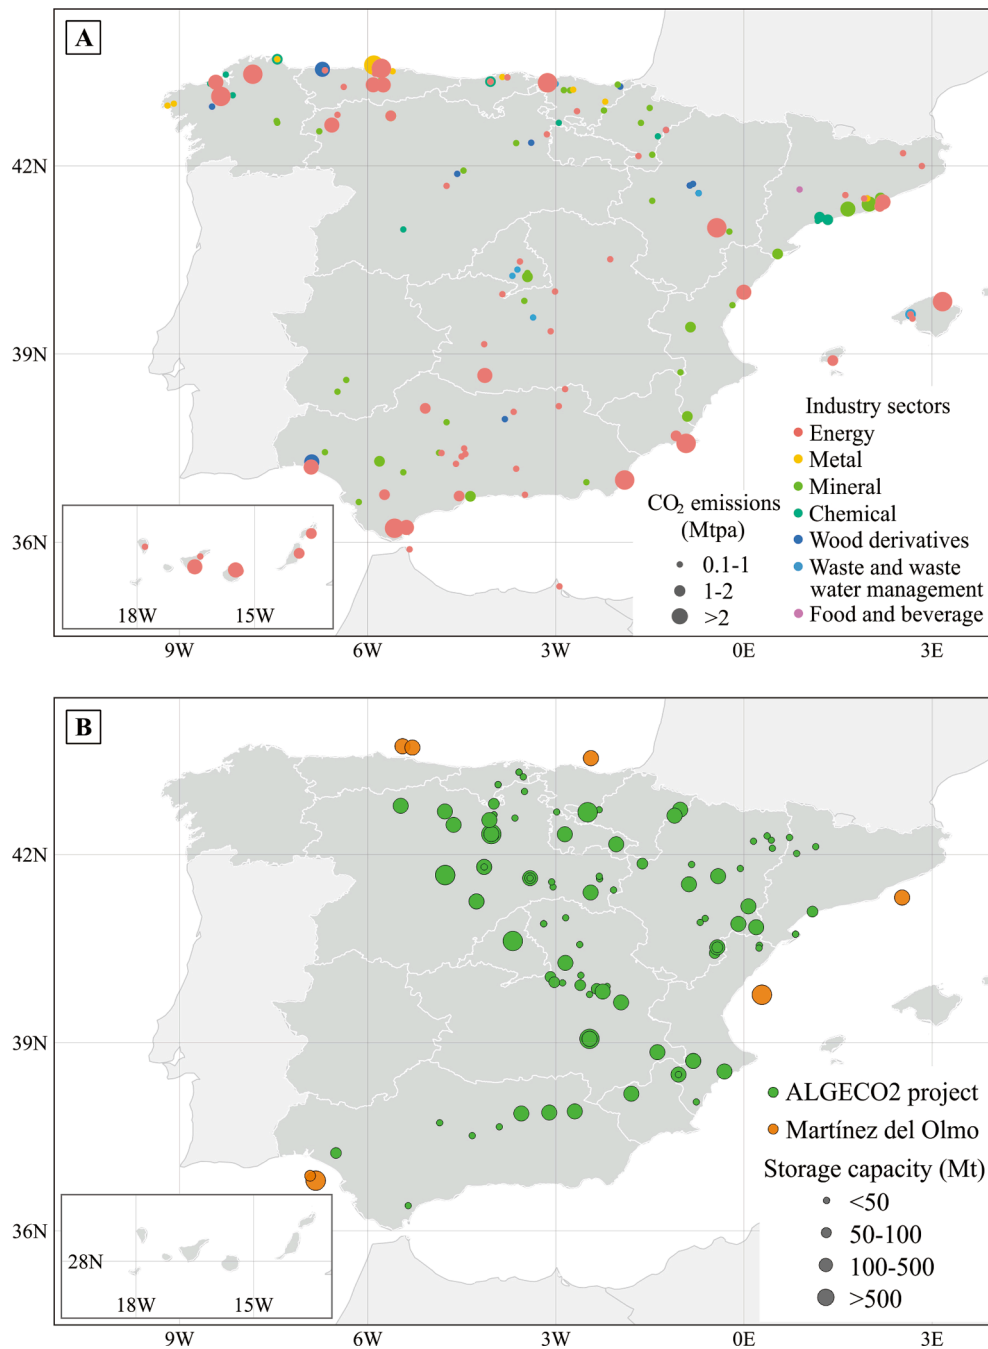 A
42N
39N
36N
18W
15W
Industry sectors
Energy
Metal
Mineral
Chemical
Wood derivatives
Waste and waste
water management
Food and beverage
CO₂ emissions
(Mtpa)
0.1-1
1-2
>2
9W
6W
3W
0E
3E
B
42N
39N
36N
28N
18W
15W
ALGECO2 project
Martínez del Olmo
Storage capacity (Mt)
<50
50-100
100-500
>500
9W
6W
3W
0E
3E